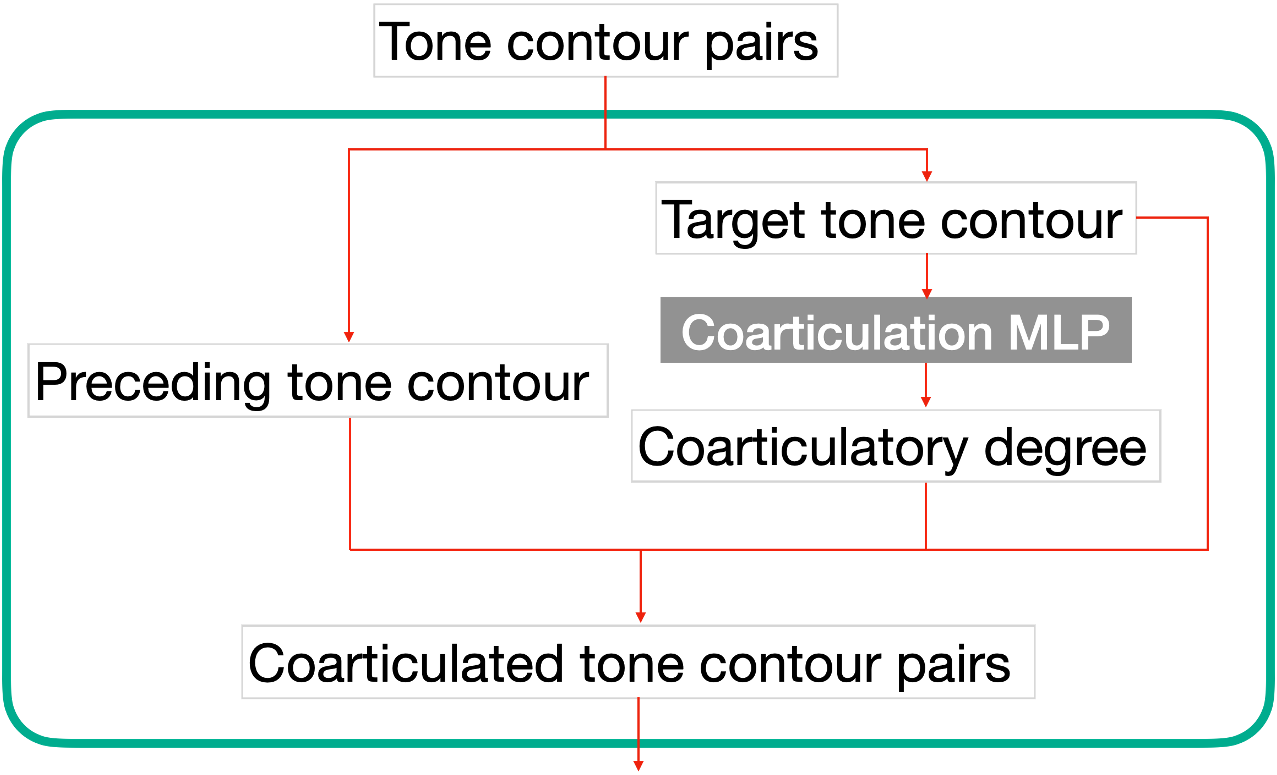 Tone contour pairs
Target tone contour
Coarticulation MLP
Preceding tone contour
Coarticulatory degree
Coarticulated tone contour pairs